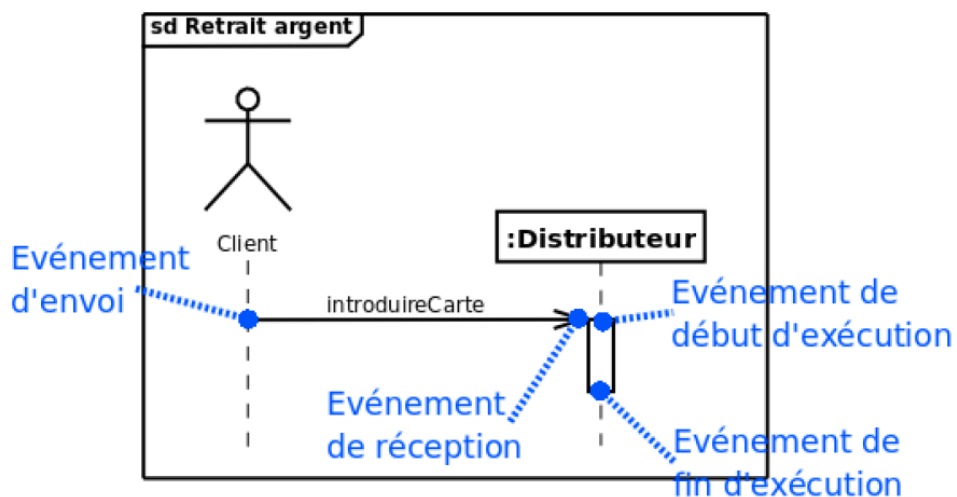 sd Retrait argent
Client
:Distributeur
Evénement
d'envoi
introduireCarte
Evénement de
début d'exécution
Evénement
de réception
Evénement de
fin d'exécution